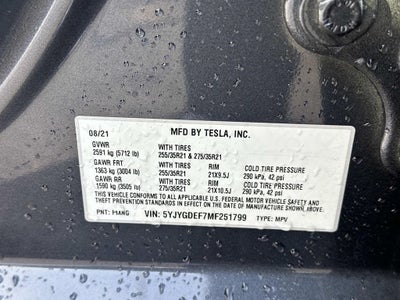 08/21 MFD BY TESLA, INC.
GVWR WITH TIRES
2591 kg (5712 lb) 255/35R21 & 275/35R21
GAWR FRT WITH TIRES RIM COLD TIRE PRESSURE
1363 kg (3004 lb) 255/35R21 21X9.5J 290 kPa, 42 psi
GAWR RR WITH TIRES RIM COLD TIRE PRESSURE
1590 kg (3505 lb) 275/35R21 21X10.5J 290 kPa, 42 psi
THIS VEHICLE CONFORMS TO ALL APPLICABLE U.S. FEDERAL MOTOR VEHICLE SAFETY AND
THEFT PREVENTION STANDARDS IN EFFECT ON THE DATE OF MANUFACTURE SHOWN ABOVE.
PNT: VIN: 5YJYGDEF7MF251799 TYPE: MPV